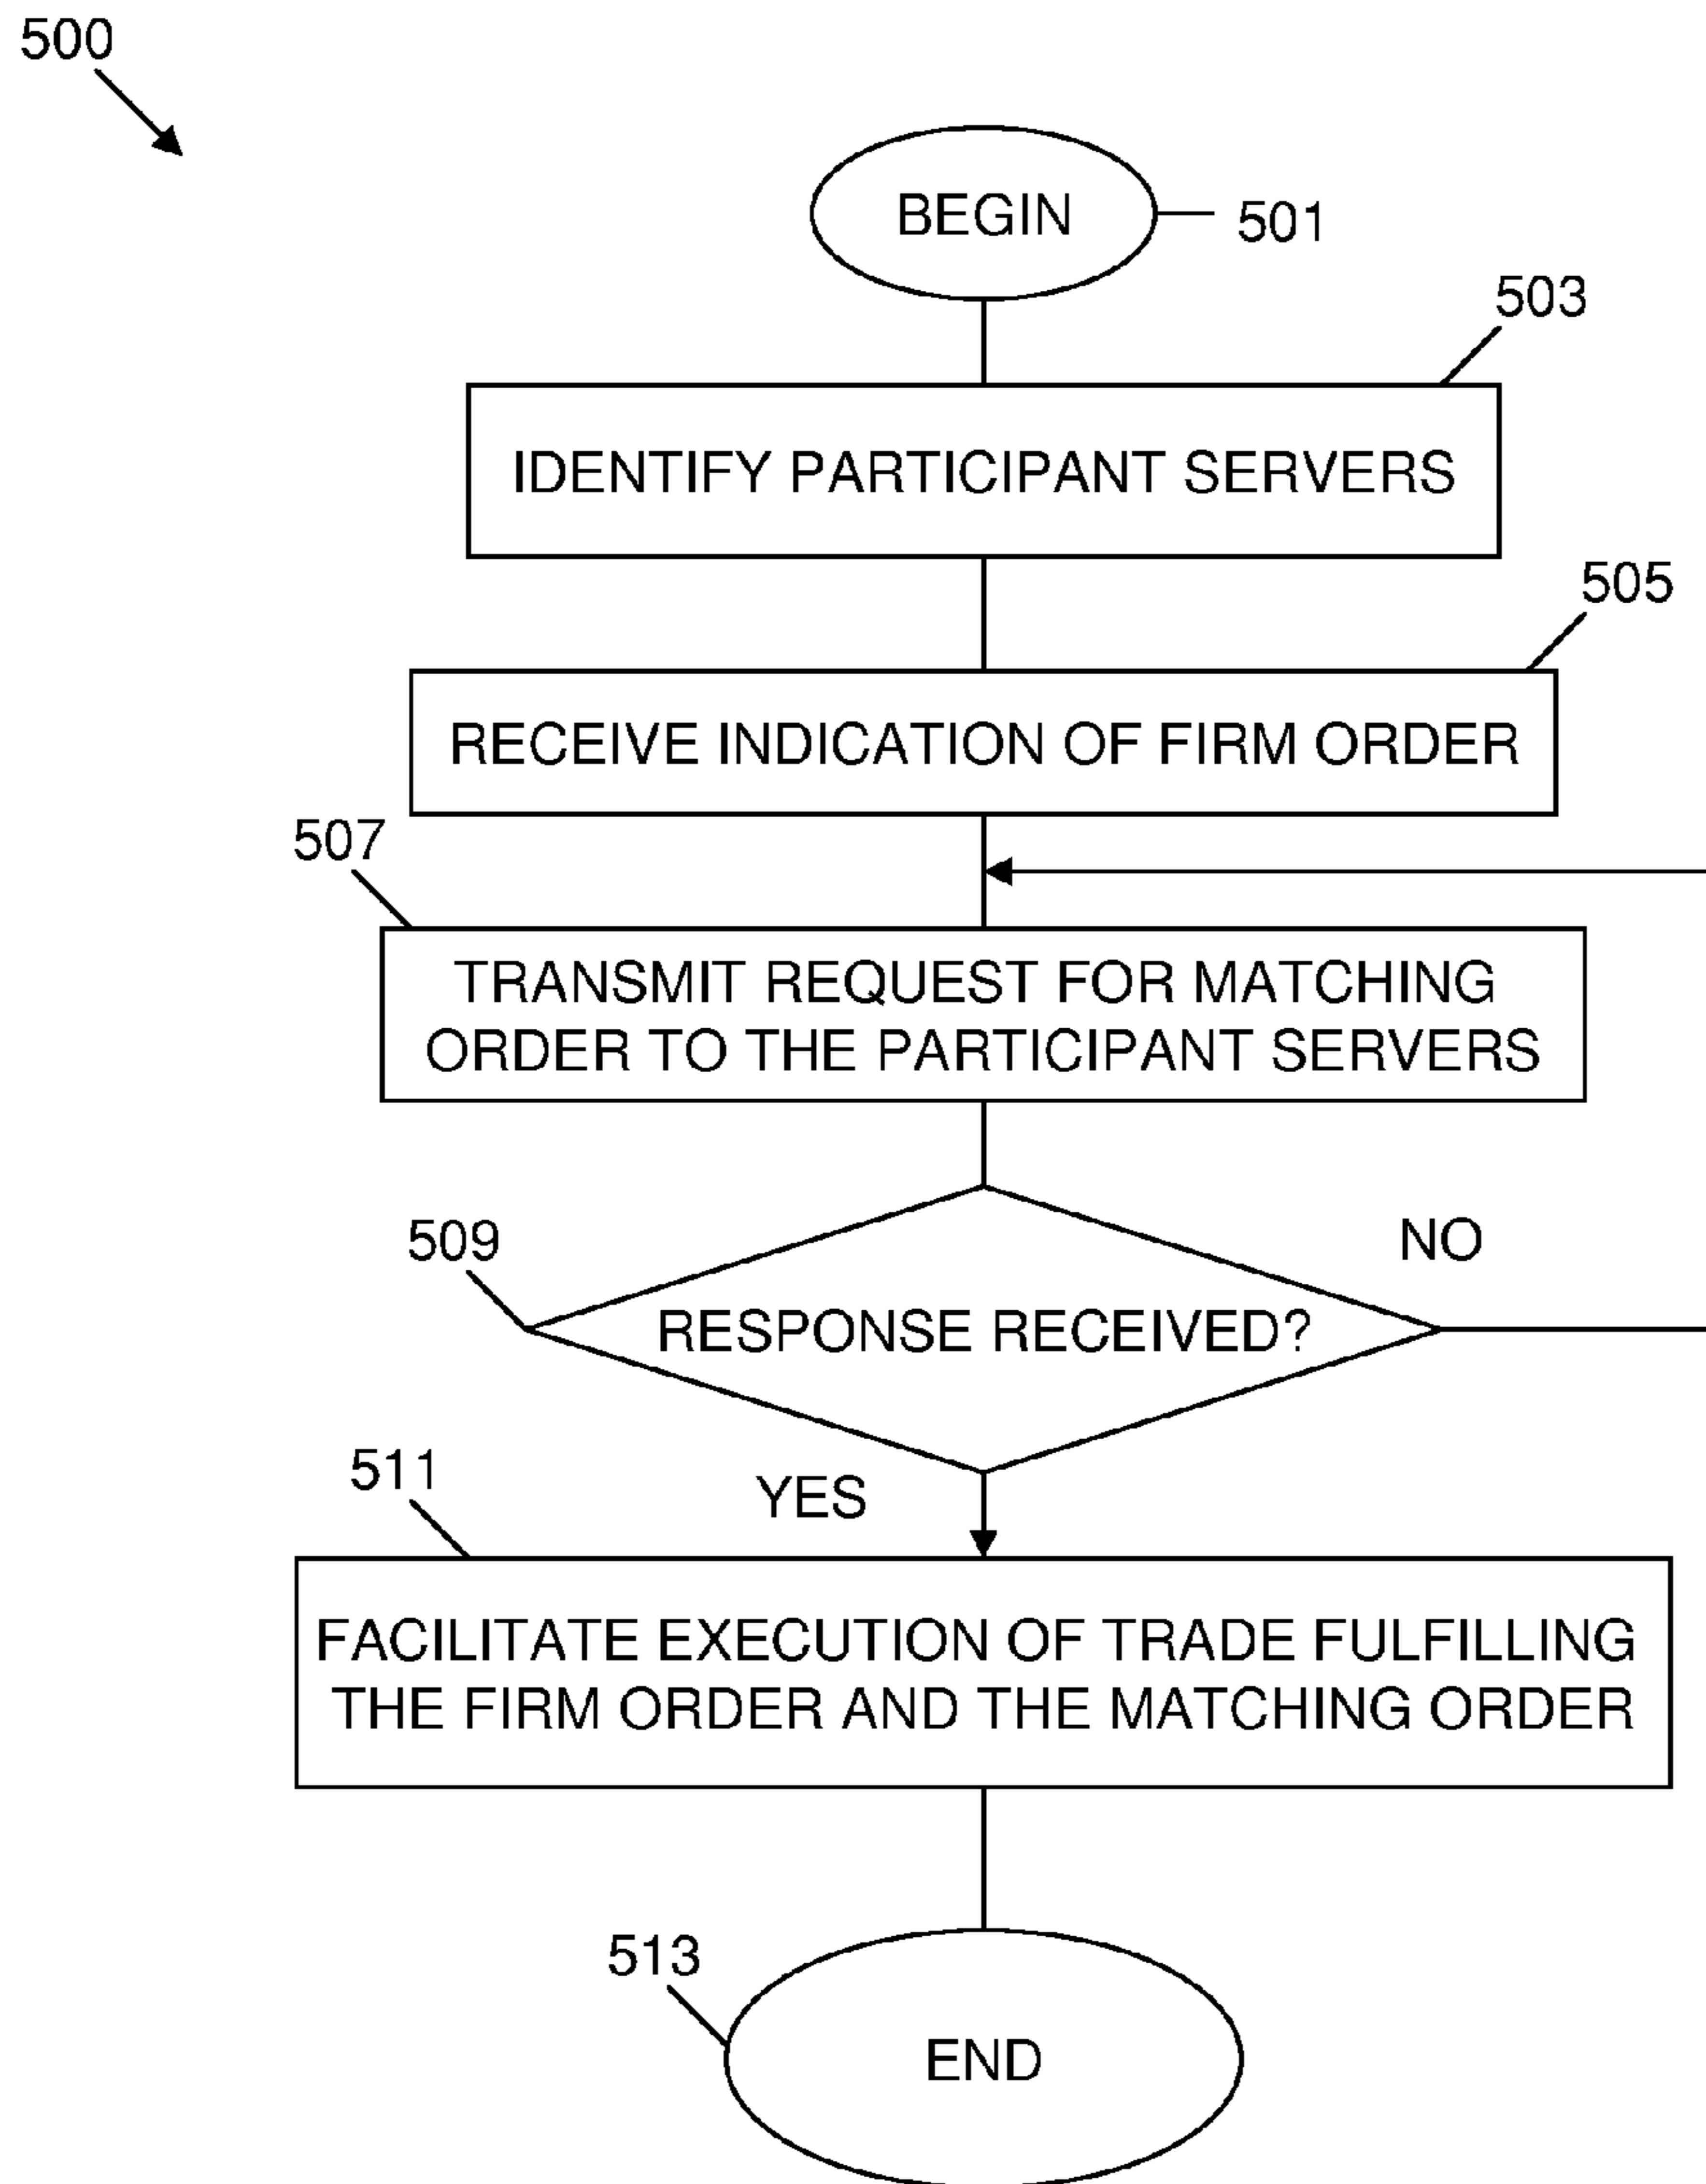 500
BEGIN
501
503
IDENTIFY PARTICIPANT SERVERS
505
RECEIVE INDICATION OF FIRM ORDER
507
TRANSMIT REQUEST FOR MATCHING
ORDER TO THE PARTICIPANT SERVERS
509
NO
RESPONSE RECEIVED?
511
YES
FACILITATE EXECUTION OF TRADE FULFILLING
THE FIRM ORDER AND THE MATCHING ORDER
513
END